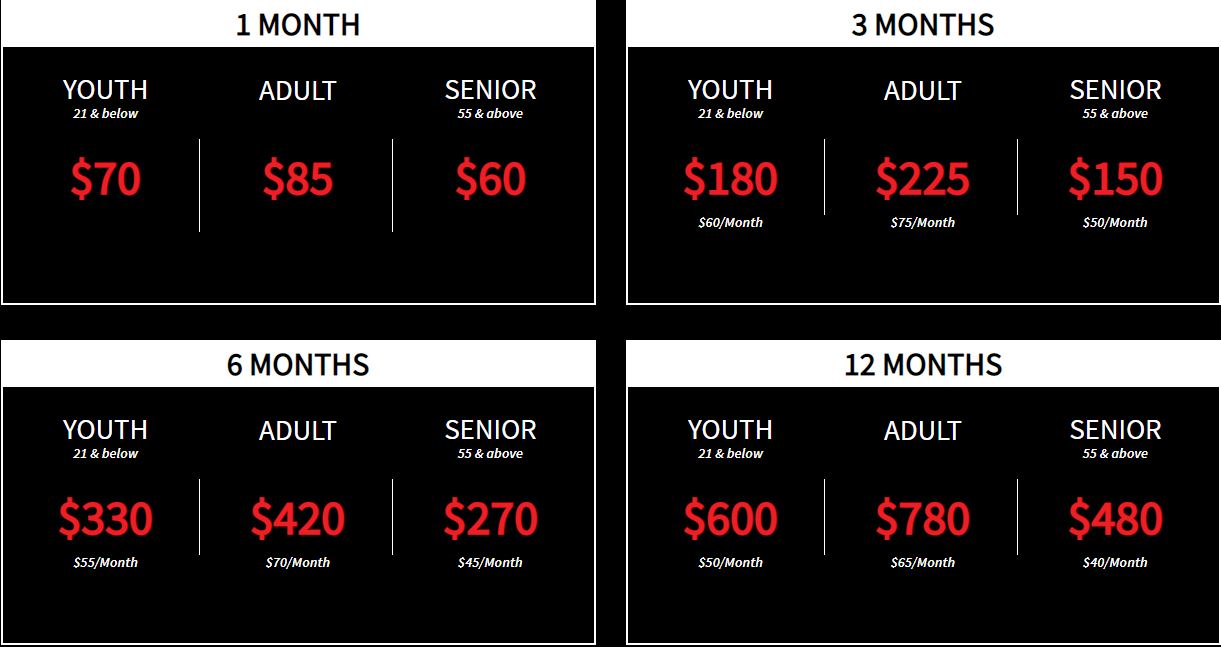 1 MONTH
YOUTH ADULT SENIOR
21 & below 55 & above
$70 $85 $60
3 MONTHS
YOUTH ADULT SENIOR
21 & below 55 & above
$180 $225 $150
$60/Month $75/Month $50/Month
6 MONTHS
YOUTH ADULT SENIOR
21 & below 55 & above
$330 $420 $270
$55/Month $70/Month $45/Month
12 MONTHS
YOUTH ADULT SENIOR
21 & below 55 & above
$600 $780 $480
$50/Month $65/Month $40/Month